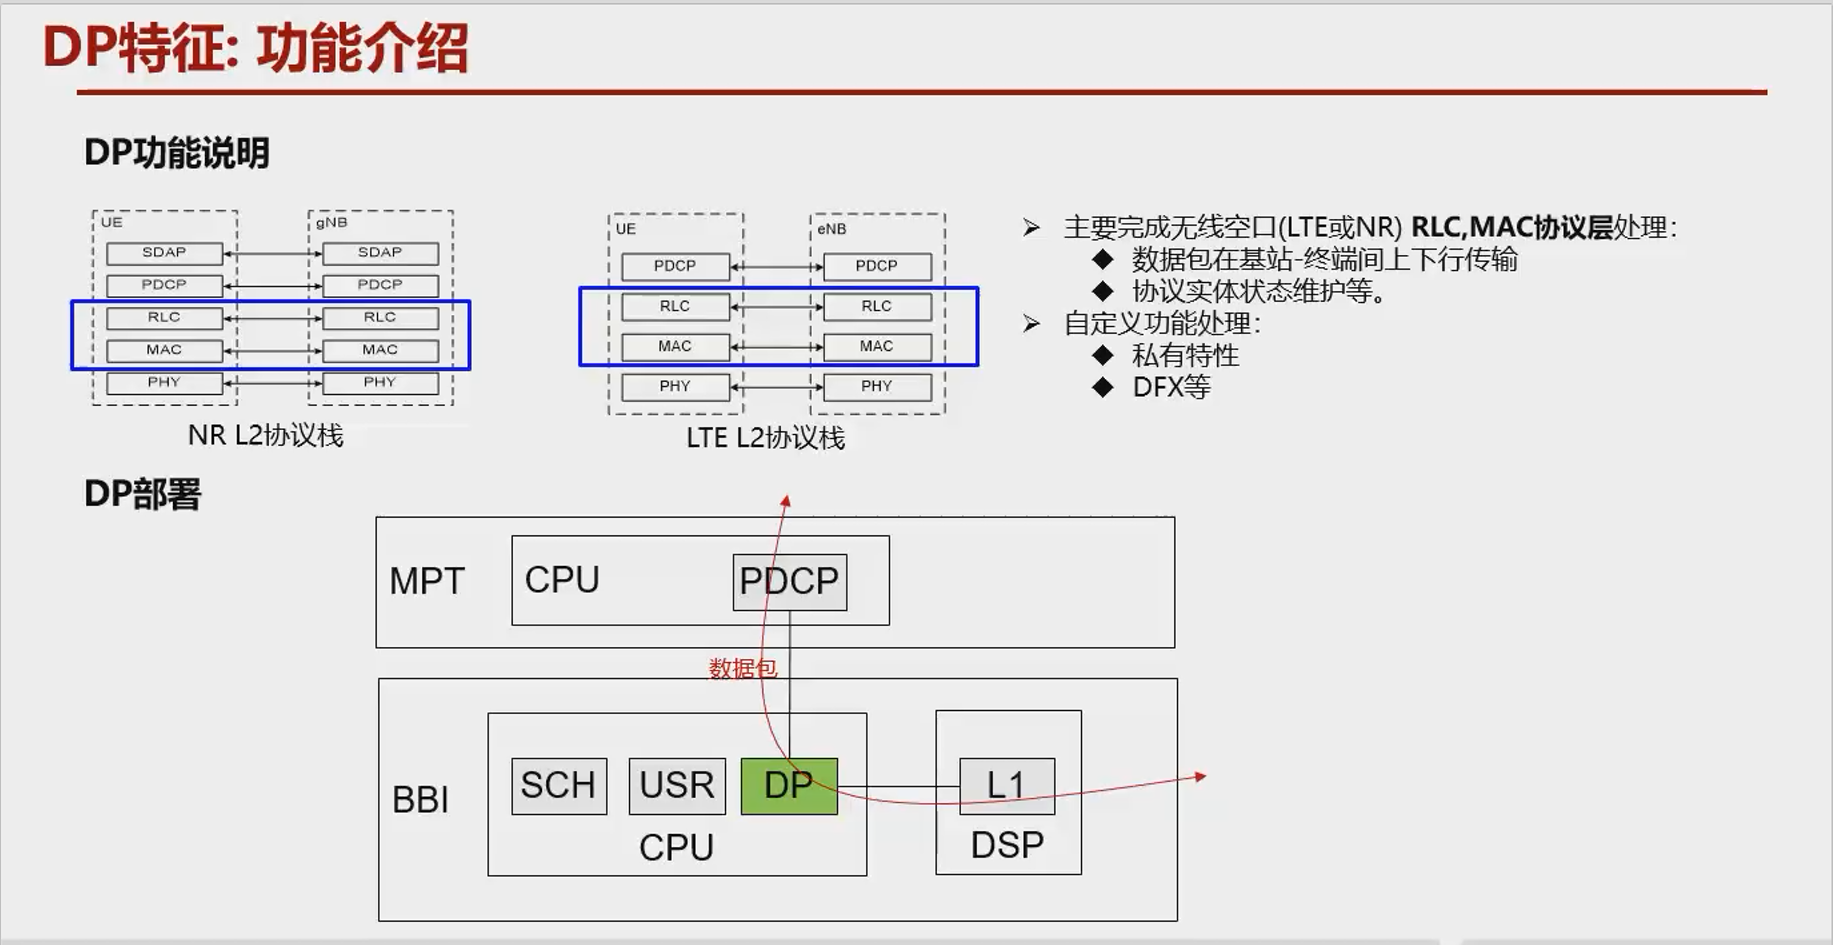 DP特征: 功能介绍
DP功能说明
UE
gNB
SDAP
SDAP
PDCP
PDCP
RLC
RLC
MAC
MAC
PHY
PHY
NR L2协议栈
UE
eNB
PDCP
PDCP
RLC
RLC
MAC
MAC
PHY
PHY
LTE L2协议栈
主要完成无线空口(LTE或NR) RLC,MAC协议层处理:
数据包在基站-终端间上下行传输
协议实体状态维护等。
自定义功能处理:
私有特性
DFX等
DP部署
MPT
CPU
PDCP
数据包
BBI
SCH
USR
DP
CPU
L1
DSP